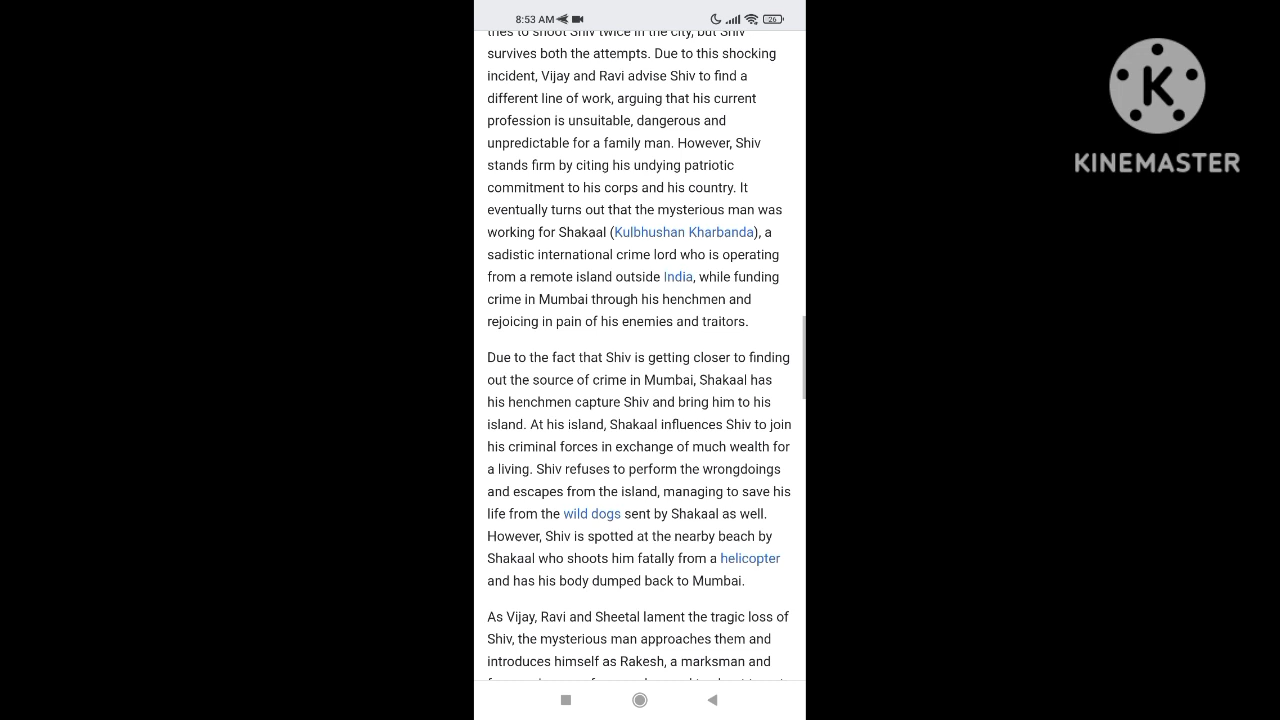 8:53 AM
26
tries to shoot Shiv twice in the city, but Shiv
survives both the attempts. Due to this shocking
incident, Vijay and Ravi advise Shiv to find a
different line of work, arguing that his current
profession is unsuitable, dangerous and
unpredictable for a family man. However, Shiv
stands firm by citing his undying patriotic
commitment to his corps and his country. It
eventually turns out that the mysterious man was
working for Shakaal (Kulbhushan Kharbanda), a
sadistic international crime lord who is operating
from a remote island outside India, while funding
crime in Mumbai through his henchmen and
rejoicing in pain of his enemies and traitors.
Due to the fact that Shiv is getting closer to finding
out the source of crime in Mumbai, Shakaal has
his henchmen capture Shiv and bring him to his
island. At his island, Shakaal influences Shiv to join
his criminal forces in exchange of much wealth for
a living. Shiv refuses to perform the wrongdoings
and escapes from the island, managing to save his
life from the wild dogs sent by Shakaal as well.
However, Shiv is spotted at the nearby beach by
Shakaal who shoots him fatally from a helicopter
and has his body dumped back to Mumbai.
As Vijay, Ravi and Sheetal lament the tragic loss of
Shiv, the mysterious man approaches them and
introduces himself as Rakesh, a marksman and
K
KINEMASTER